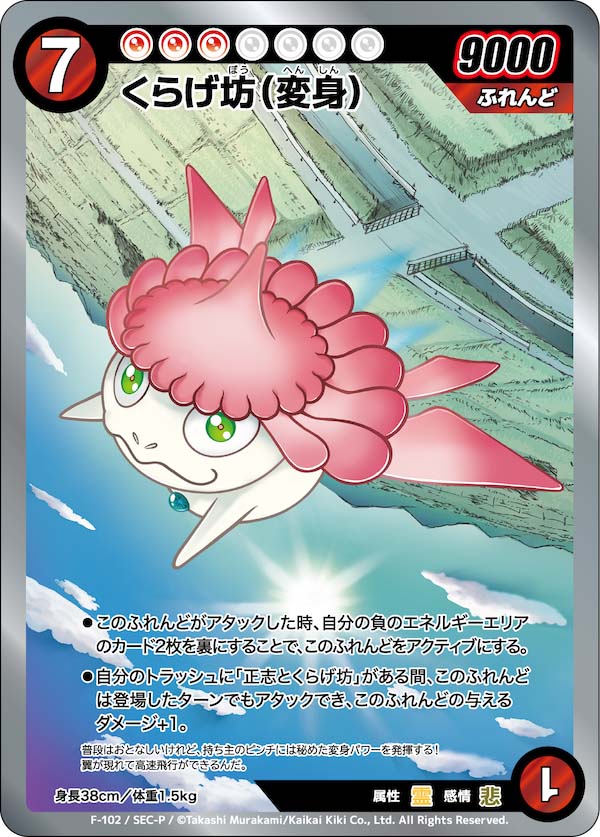 7
9000
ふれんど
くらげ坊(変身)
ぼう へん しん
●このふれんどがアタックした時、自分の負のエネルギーエリア
のカード2枚を裏にすることで、このふれんどをアクティブにする。
●自分のトラッシュに「正志とくらげ坊」がある間、このふれんど
は登場したターンでもアタックでき、このふれんどの与える
ダメージ+1。
普段はおとなしいけれど、持ち主のピンチには秘めた変身パワーを発揮する!
翼が現れて高速飛行ができるんだ。
身長38cm/体重1.5kg
属性 霊 感情 悲
1
F-102 / SEC-P / ©Takashi Murakami/Kaikai Kiki Co., Ltd. All Rights Reserved.